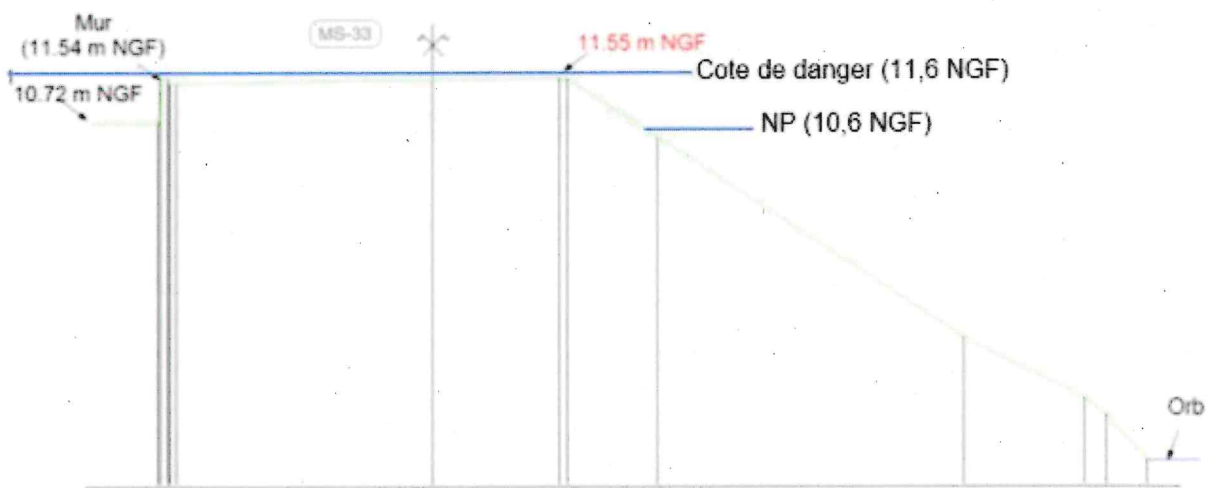 Mur
(11.54 m NGF)
MS-33
11.55 m NGF
Cote de danger (11,6 NGF)
10.72 m NGF
NP (10,6 NGF)
Orb